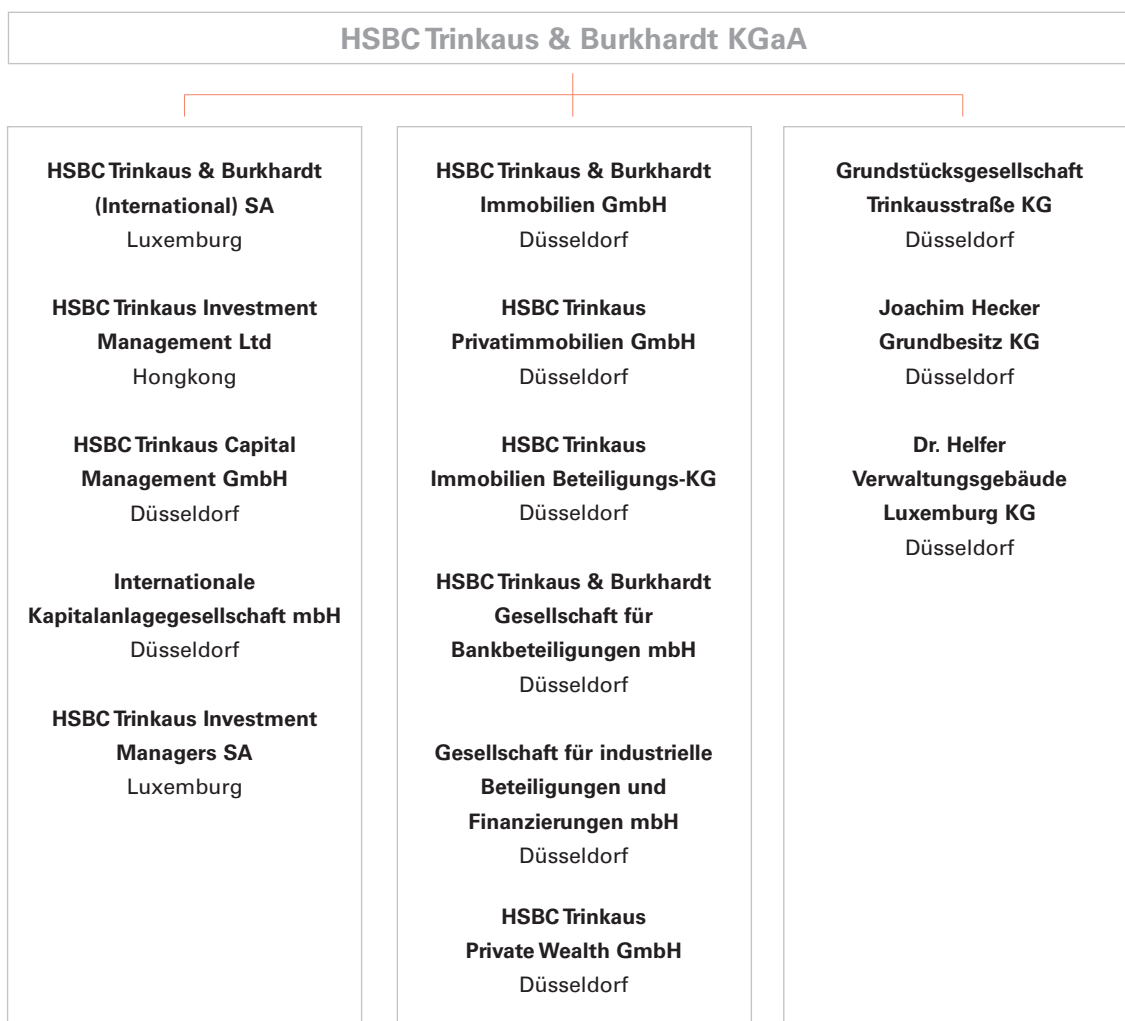 HSBC Trinkaus & Burkhardt KGaA
HSBC Trinkaus & Burkhardt
(International) SA
Luxemburg
HSBC Trinkaus Investment
Management Ltd
Hongkong
HSBC Trinkaus Capital
Management GmbH
Düsseldorf
Internationale
Kapitalanlagegesellschaft mbH
Düsseldorf
HSBC Trinkaus Investment
Managers SA
Luxemburg
HSBC Trinkaus & Burkhardt
Immobilien GmbH
Düsseldorf
HSBC Trinkaus
Privatimmobilien GmbH
Düsseldorf
HSBC Trinkaus
Immobilien Beteiligungs-KG
Düsseldorf
HSBC Trinkaus & Burkhardt
Gesellschaft für
Bankbeteiligungen mbH
Düsseldorf
Gesellschaft für industrielle
Beteiligungen und
Finanzierungen mbH
Düsseldorf
HSBC Trinkaus
Private Wealth GmbH
Düsseldorf
Grundstücksgesellschaft
Trinkausstraße KG
Düsseldorf
Joachim Hecker
Grundbesitz KG
Düsseldorf
Dr. Helfer
Verwaltungsgebäude
Luxemburg KG
Düsseldorf